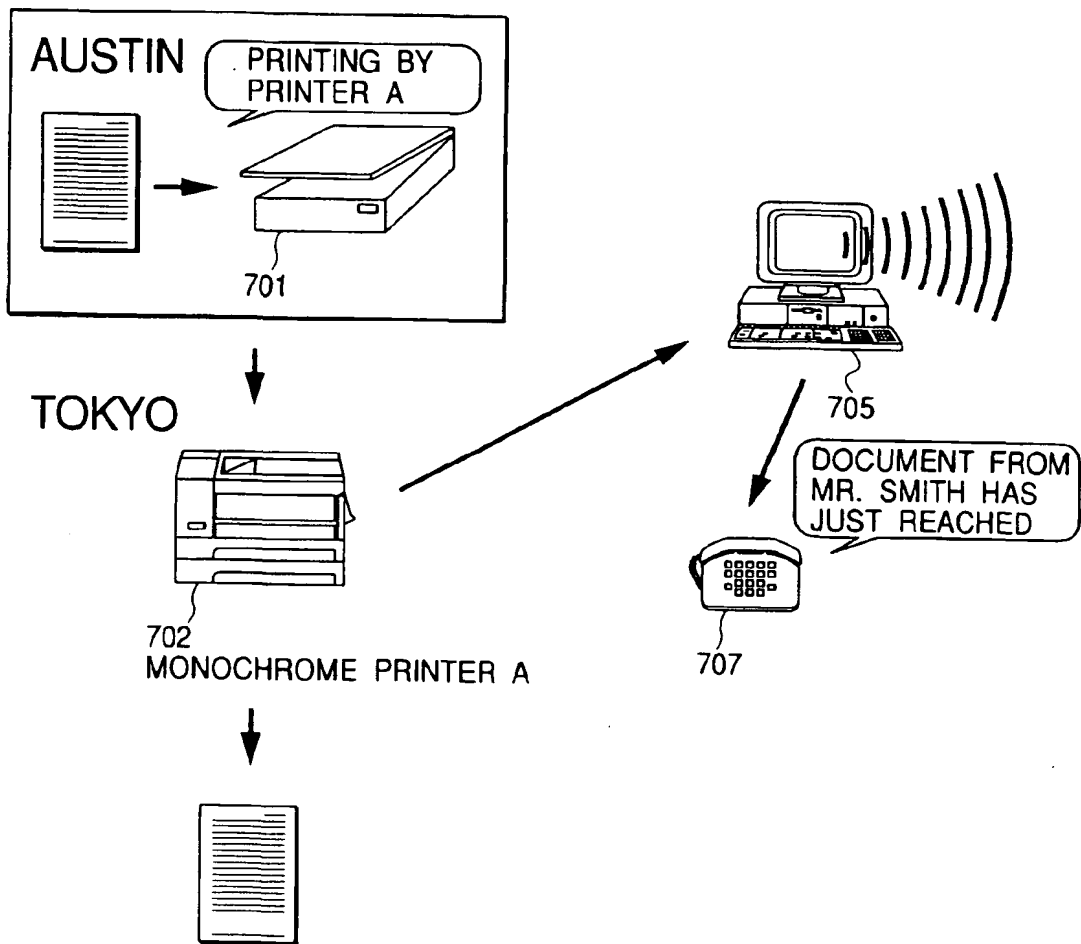 AUSTIN
PRINTING BY
PRINTER A
701
TOKYO
702
MONOCHROME PRINTER A
705
DOCUMENT FROM
MR. SMITH HAS
JUST REACHED
707